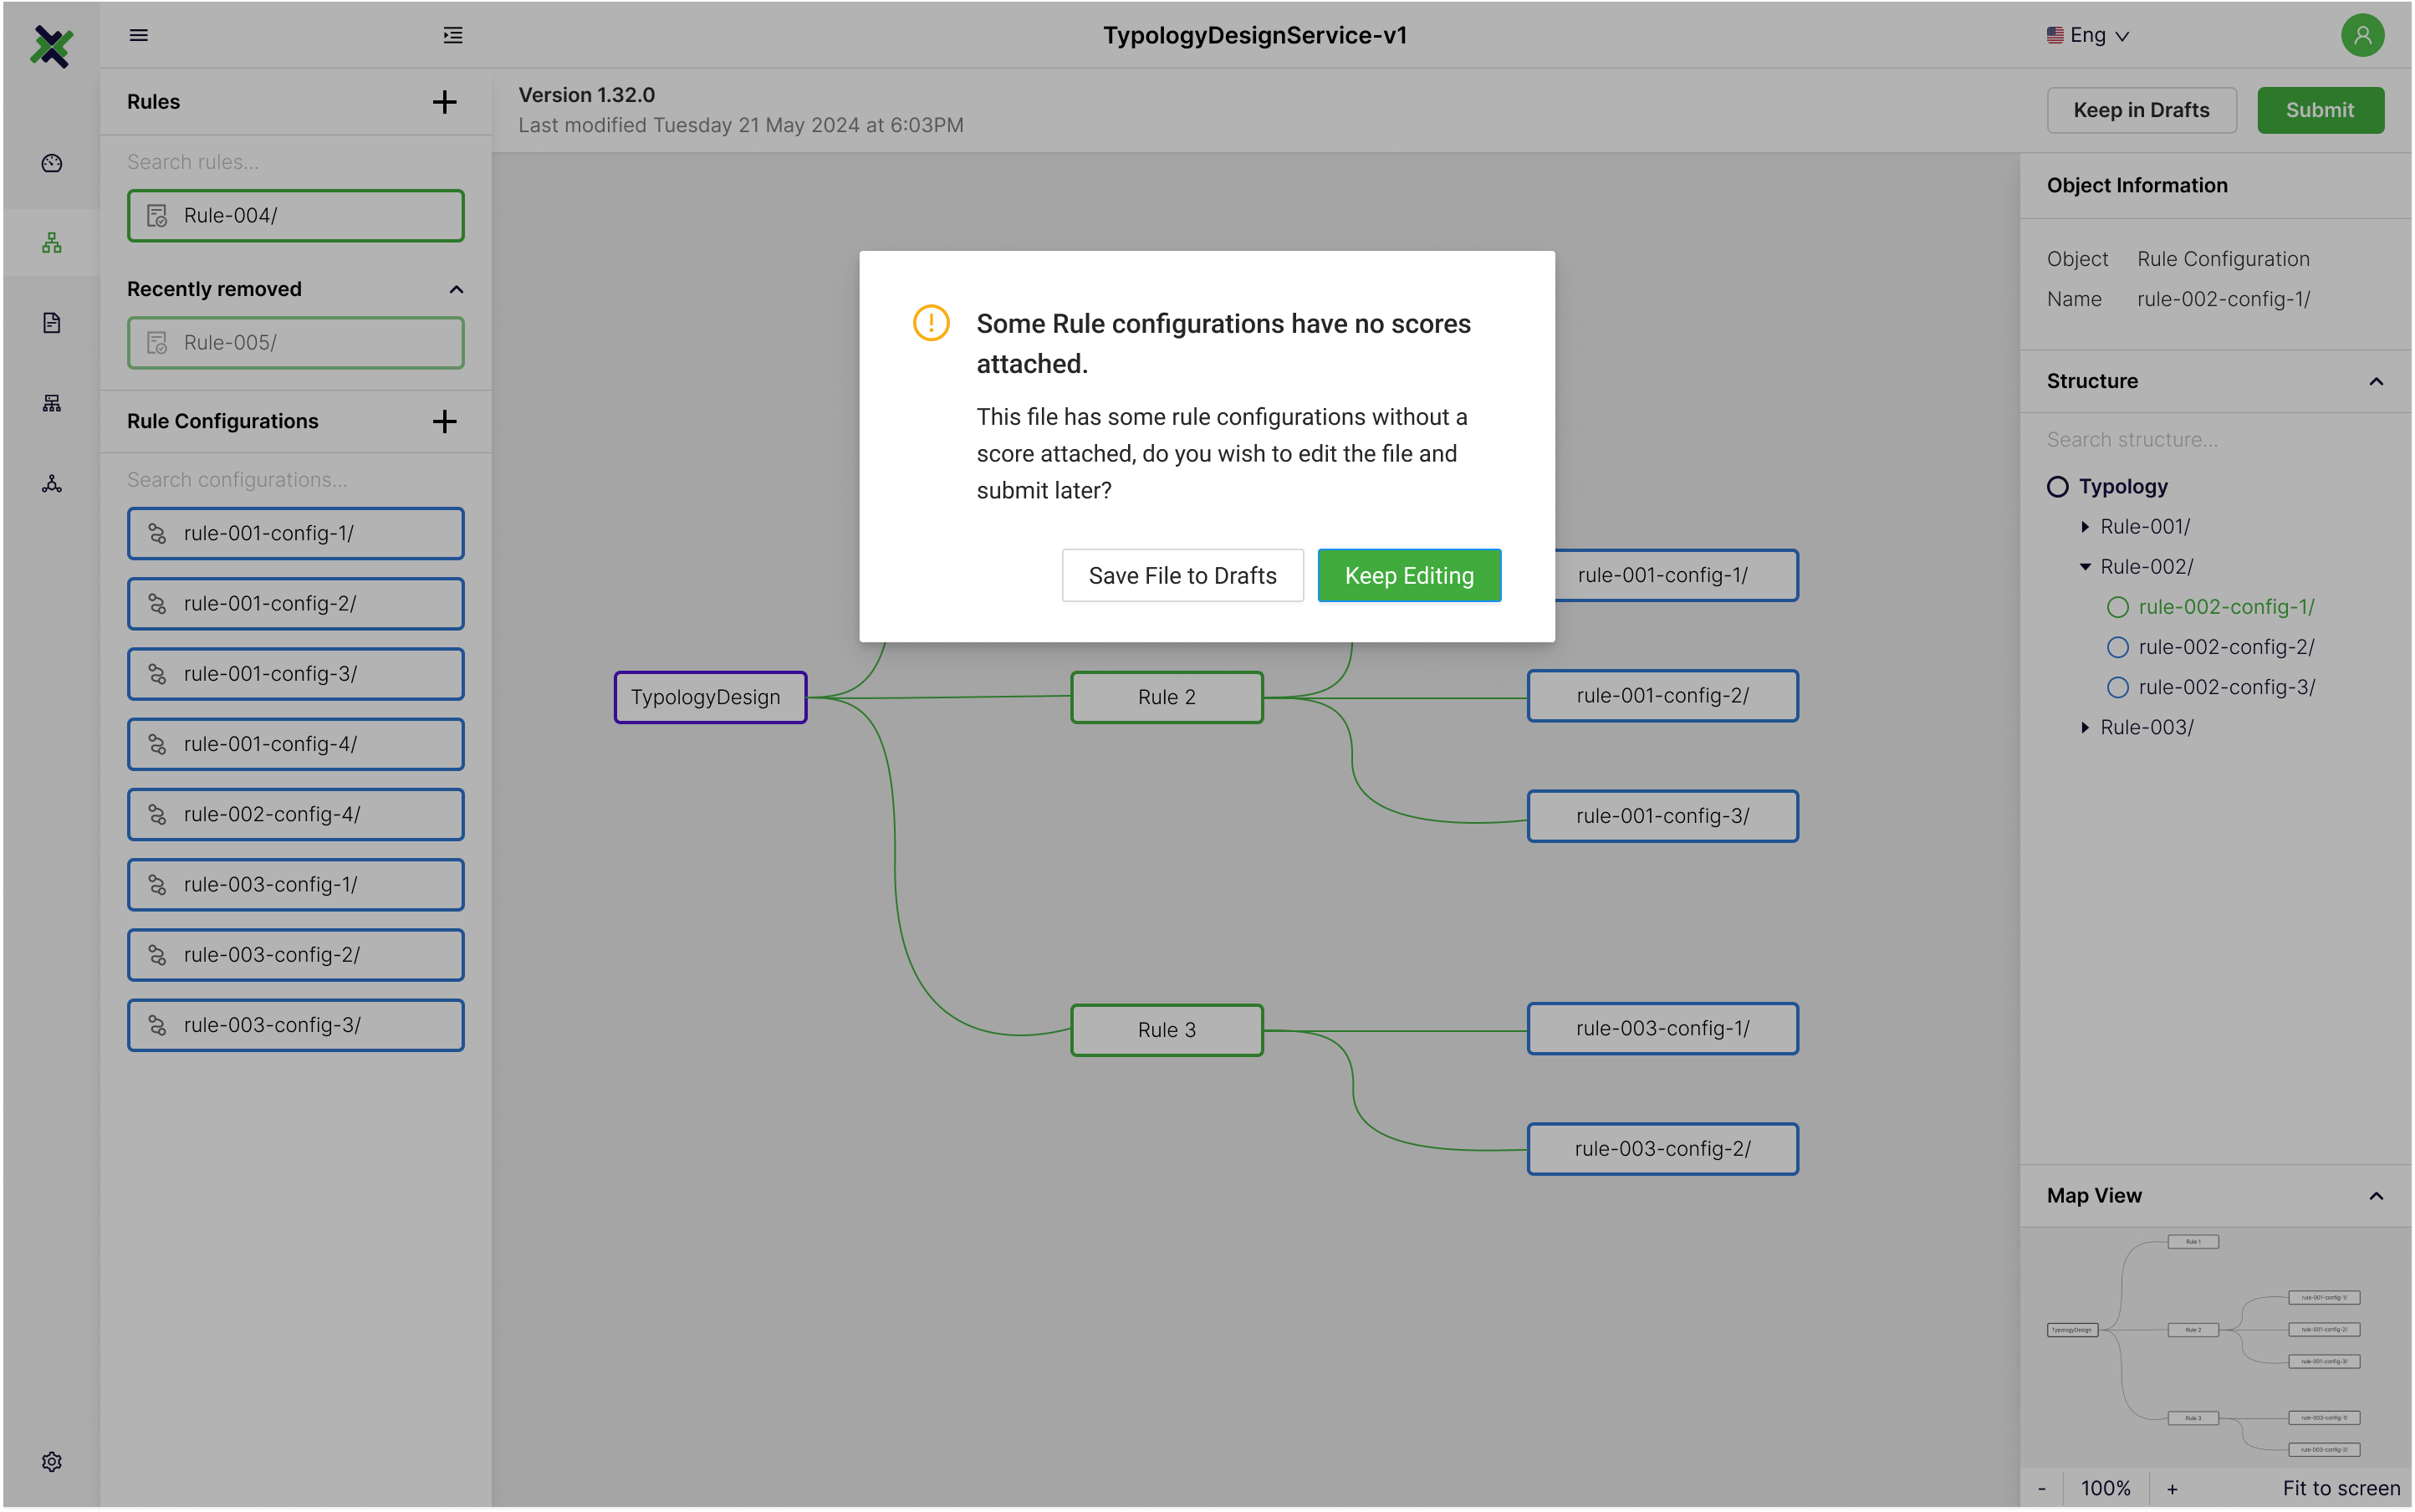 TypologyDesignService-v1
Eng
Rules
Search rules...
Rule-004/
Recently removed
Rule-005/
Rule Configurations
Search configurations...
rule-001-config-1/
rule-001-config-2/
rule-001-config-3/
rule-001-config-4/
rule-002-config-4/
rule-003-config-1/
rule-003-config-2/
rule-003-config-3/
Version 1.32.0
Last modified Tuesday 21 May 2024 at 6:03PM
Keep in Drafts
Submit
Some Rule configurations have no scores
attached.
This file has some rule configurations without a
score attached, do you wish to edit the file and
submit later?
Save File to Drafts
Keep Editing
TypologyDesign
Rule 2
Rule 3
rule-001-config-1/
rule-001-config-2/
rule-001-config-3/
rule-003-config-1/
rule-003-config-2/
Object Information
Object Rule Configuration
Name rule-002-config-1/
Structure
Search structure...
Typology
Rule-001/
Rule-002/
rule-002-config-1/
rule-002-config-2/
rule-002-config-3/
Rule-003/
Map View
Rule 1
rule-001-config-1/
TypologyDesign
Rule 2
rule-001-config-2/
rule-001-config-3/
Rule 3
rule-003-config-1/
rule-003-config-2/
- 100% + Fit to screen